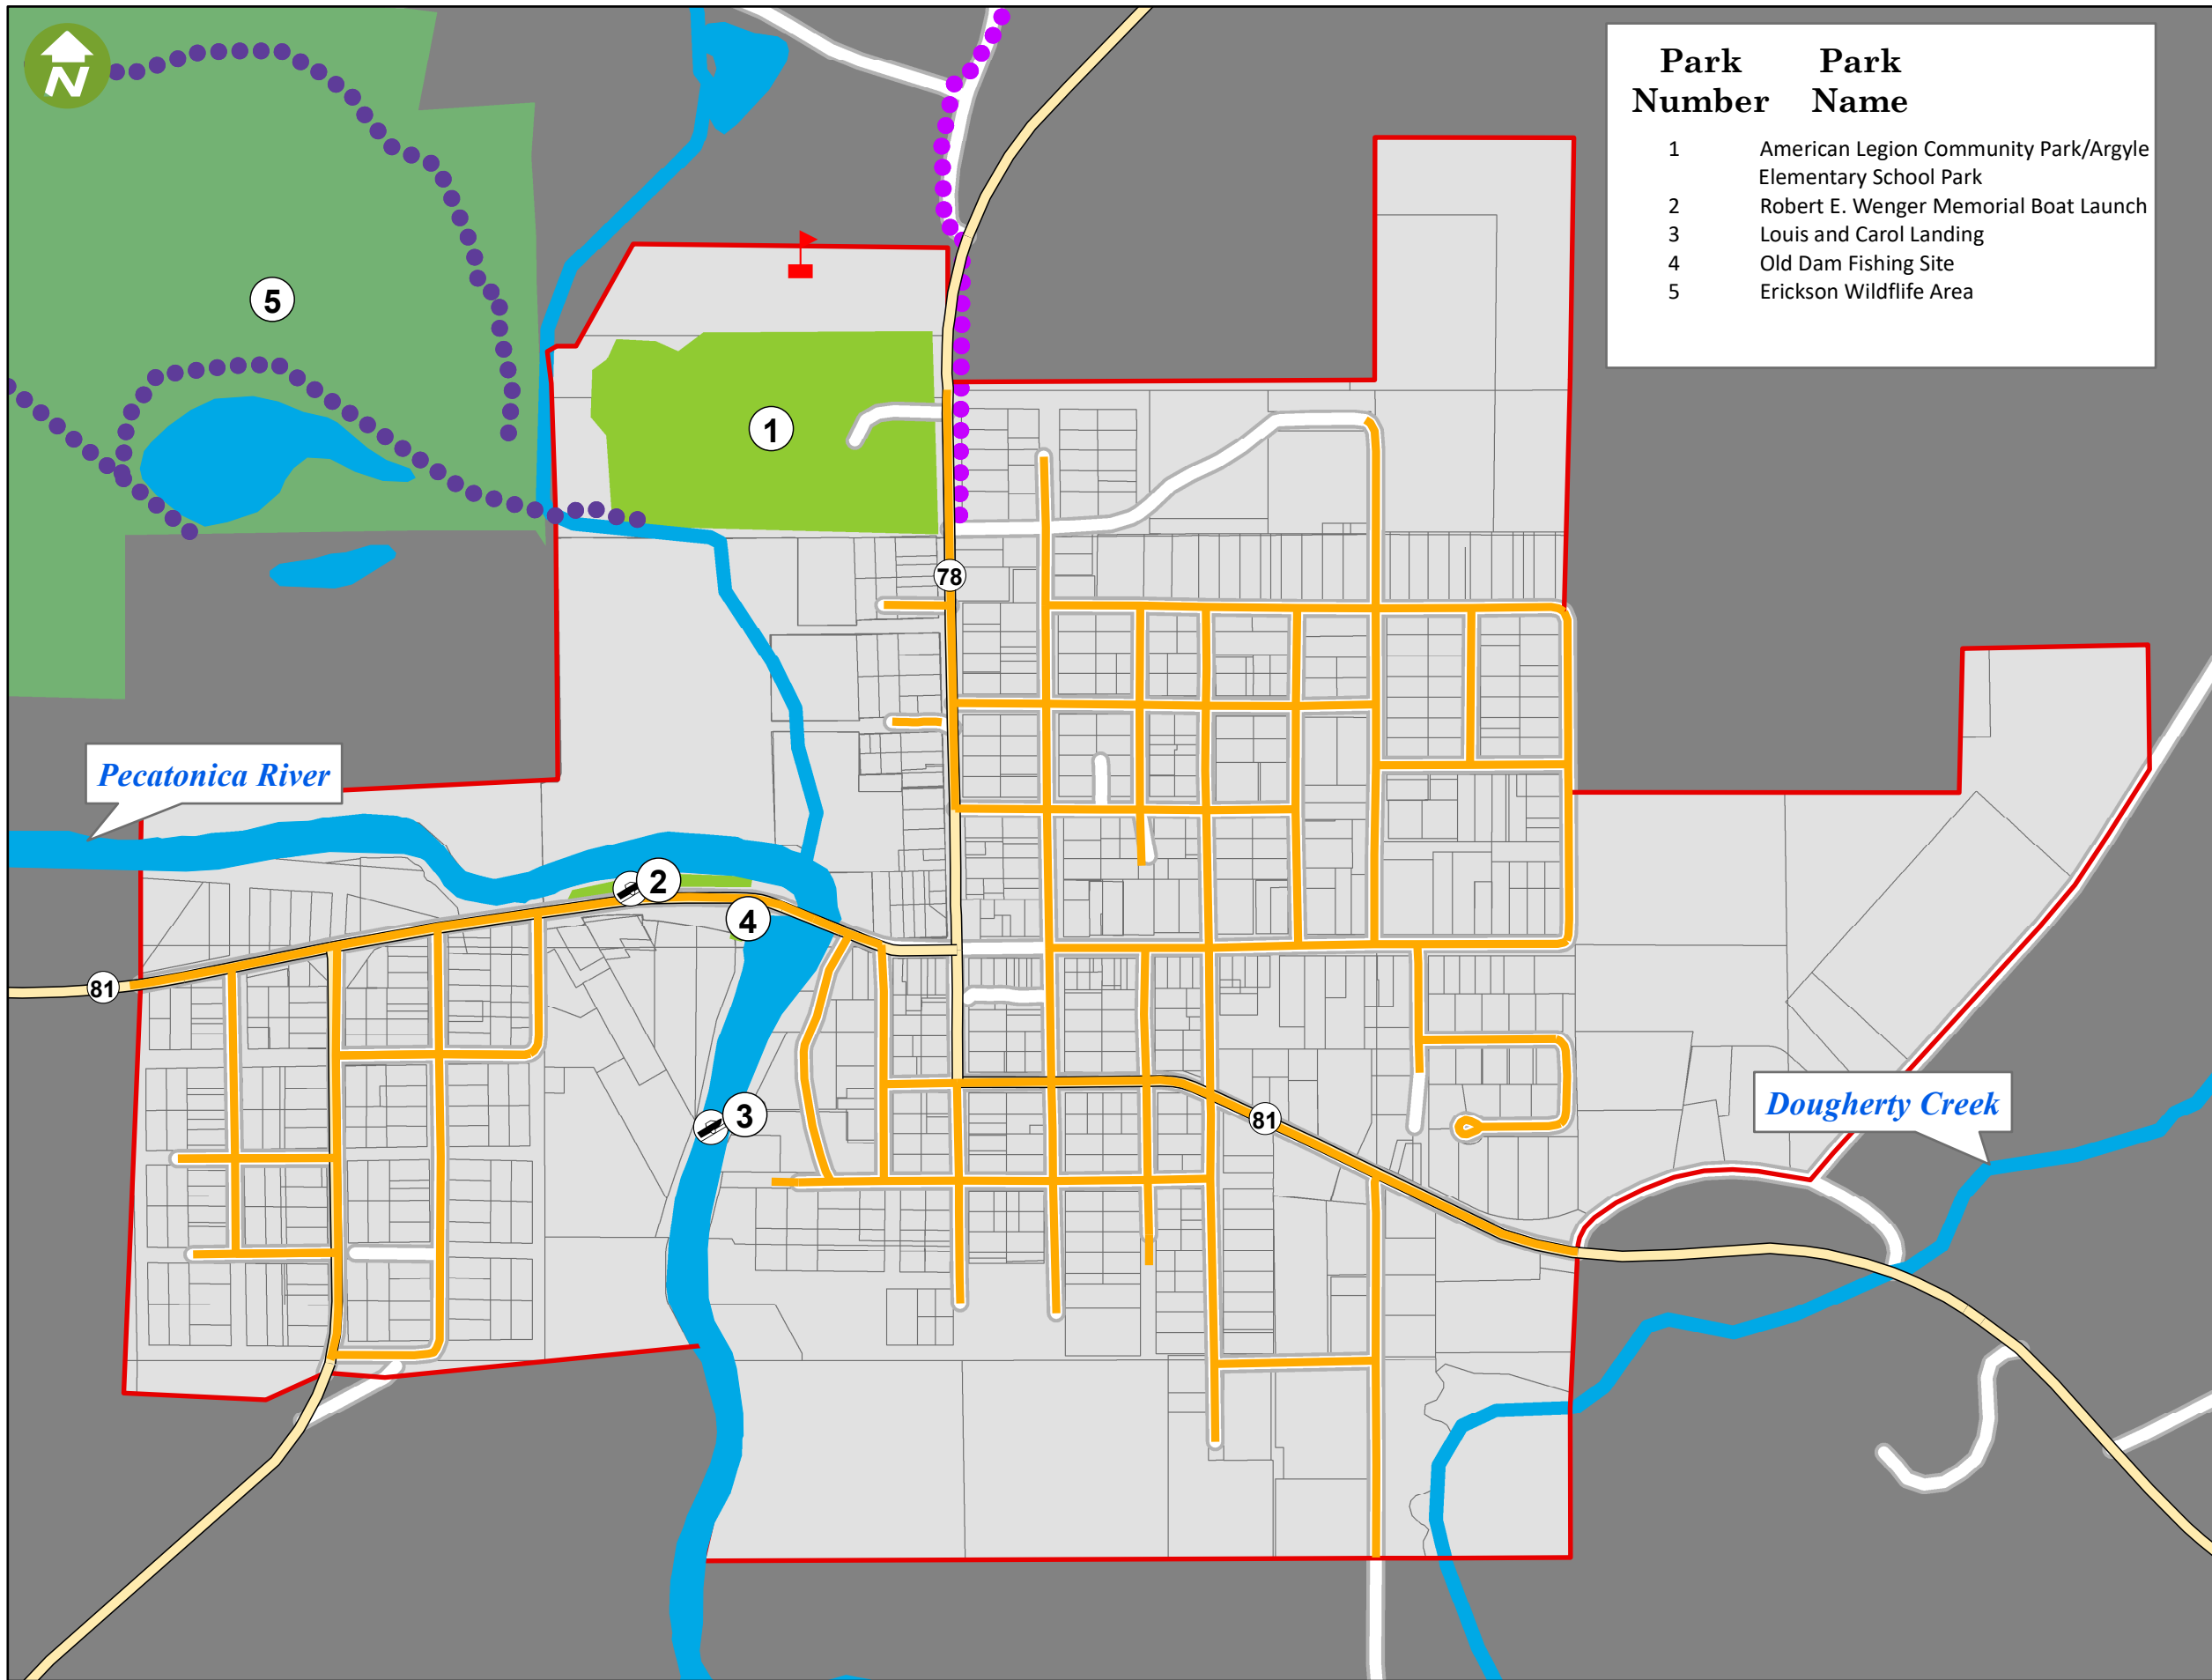 N
Park Park
Number Name
1 American Legion Community Park/Argyle
Elementary School Park
2 Robert E. Wenger Memorial Boat Launch
3 Louis and Carol Landing
4 Old Dam Fishing Site
5 Erickson Wildflife Area
5
1
78
Pecatonica River
2
4
81
3
81
Dougherty Creek